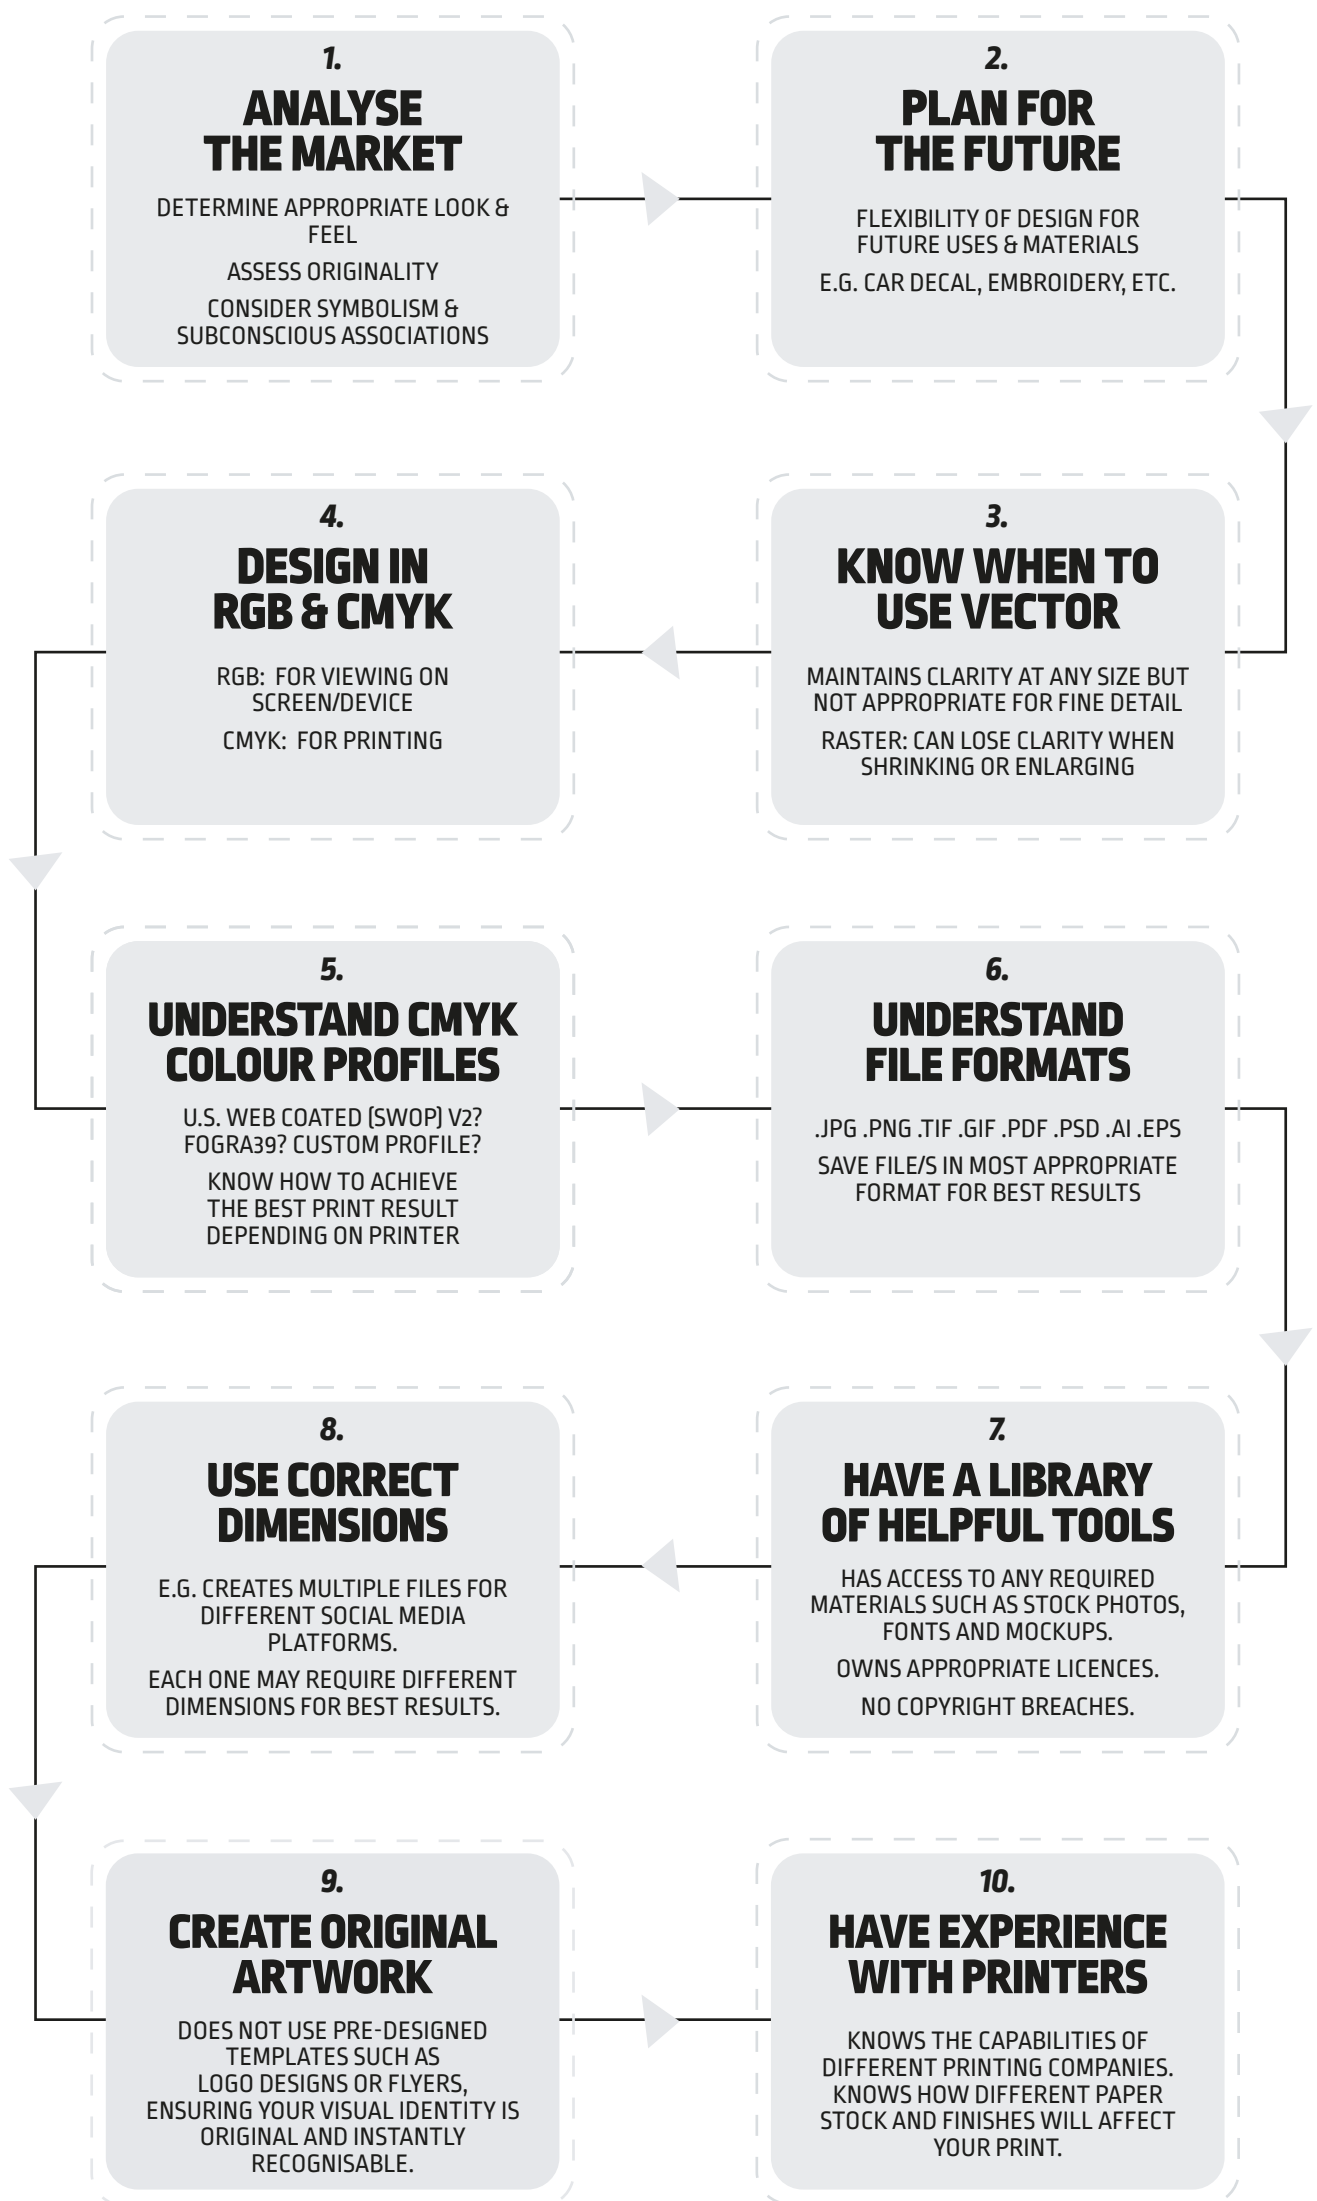 1.
ANALYSE
THE MARKET
DETERMINE APPROPRIATE LOOK &
FEEL
ASSESS ORIGINALITY
CONSIDER SYMBOLISM &
SUBCONSCIOUS ASSOCIATIONS
2.
PLAN FOR
THE FUTURE
FLEXIBILITY OF DESIGN FOR
FUTURE USES & MATERIALS
E.G. CAR DECAL, EMBROIDERY, ETC.
3.
KNOW WHEN TO
USE VECTOR
MAINTAINS CLARITY AT ANY SIZE BUT
NOT APPROPRIATE FOR FINE DETAIL
RASTER: CAN LOSE CLARITY WHEN
SHRINKING OR ENLARGING
4.
DESIGN IN
RGB & CMYK
RGB: FOR VIEWING ON
SCREEN/DEVICE
CMYK: FOR PRINTING
5.
UNDERSTAND CMYK
COLOUR PROFILES
U.S. WEB COATED (SWOP) V2?
FOGRA39? CUSTOM PROFILE?
KNOW HOW TO ACHIEVE
THE BEST PRINT RESULT
DEPENDING ON PRINTER
6.
UNDERSTAND
FILE FORMATS
.JPG .PNG .TIF .GIF .PDF .PSD .AI .EPS
SAVE FILE/S IN MOST APPROPRIATE
FORMAT FOR BEST RESULTS
7.
HAVE A LIBRARY
OF HELPFUL TOOLS
HAS ACCESS TO ANY REQUIRED
MATERIALS SUCH AS STOCK PHOTOS,
FONTS AND MOCKUPS.
OWNS APPROPRIATE LICENCES.
NO COPYRIGHT BREACHES.
8.
USE CORRECT
DIMENSIONS
E.G. CREATES MULTIPLE FILES FOR
DIFFERENT SOCIAL MEDIA
PLATFORMS.
EACH ONE MAY REQUIRE DIFFERENT
DIMENSIONS FOR BEST RESULTS.
9.
CREATE ORIGINAL
ARTWORK
DOES NOT USE PRE-DESIGNED
TEMPLATES SUCH AS
LOGO DESIGNS OR FLYERS,
ENSURING YOUR VISUAL IDENTITY IS
ORIGINAL AND INSTANTLY
RECOGNISABLE.
10.
HAVE EXPERIENCE
WITH PRINTERS
KNOWS THE CAPABILITIES OF
DIFFERENT PRINTING COMPANIES.
KNOWS HOW DIFFERENT PAPER
STOCK AND FINISHES WILL AFFECT
YOUR PRINT.